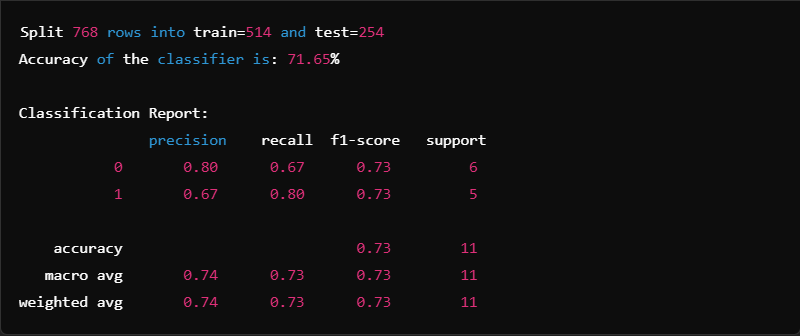 Split 768 rows into train=514 and test=254
Accuracy of the classifier is: 71.65%
Classification Report:
precision recall f1-score support
0 0.80 0.67 0.73 6
1 0.67 0.80 0.73 5
accuracy 0.73 11
macro avg 0.74 0.73 0.73 11
weighted avg 0.74 0.73 0.73 11